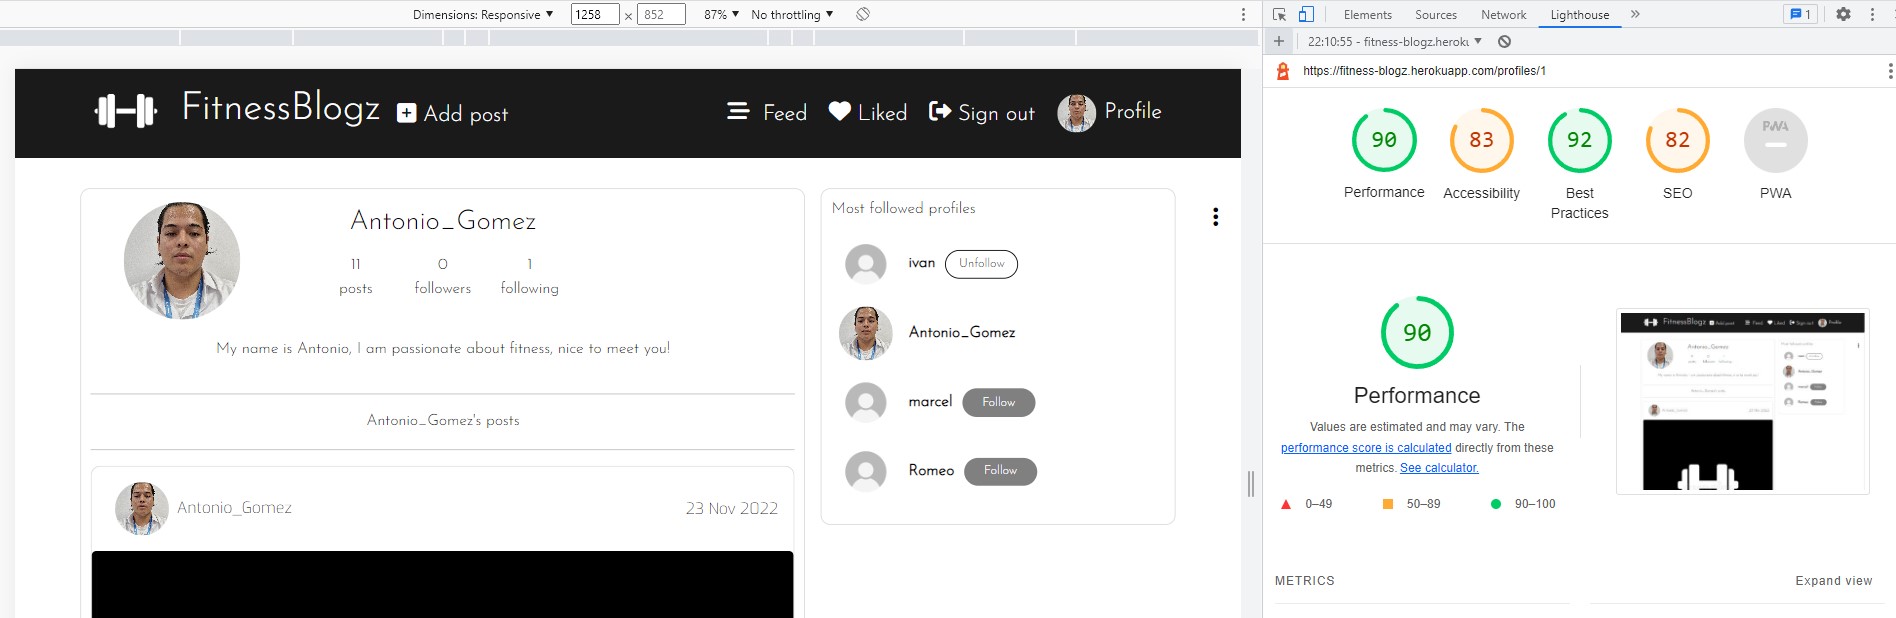 Dimensions: Responsive 1258 × 852 87% No throttling
Elements Sources Network Lighthouse » 1
22:10:55 - fitness-blogz.heroku
https://fitness-blogz.herokuapp.com/profiles/1
FitnessBlogz Add post Feed Liked Sign out Profile
Antonio_Gomez
11 0 1
posts followers following
My name is Antonio, I am passionate about fitness, nice to meet you!
Antonio_Gomez's posts
Antonio_Gomez 23 Nov 2022
Most followed profiles
ivan Unfollow
Antonio_Gomez
marcel Follow
Romeo Follow
90 83 92 82 PWA
Performance Accessibility Best Practices SEO PWA
90
Performance
Values are estimated and may vary. The
performance score is calculated directly from these
metrics. See calculator.
0–49 50–89 90–100
METRICS Expand view